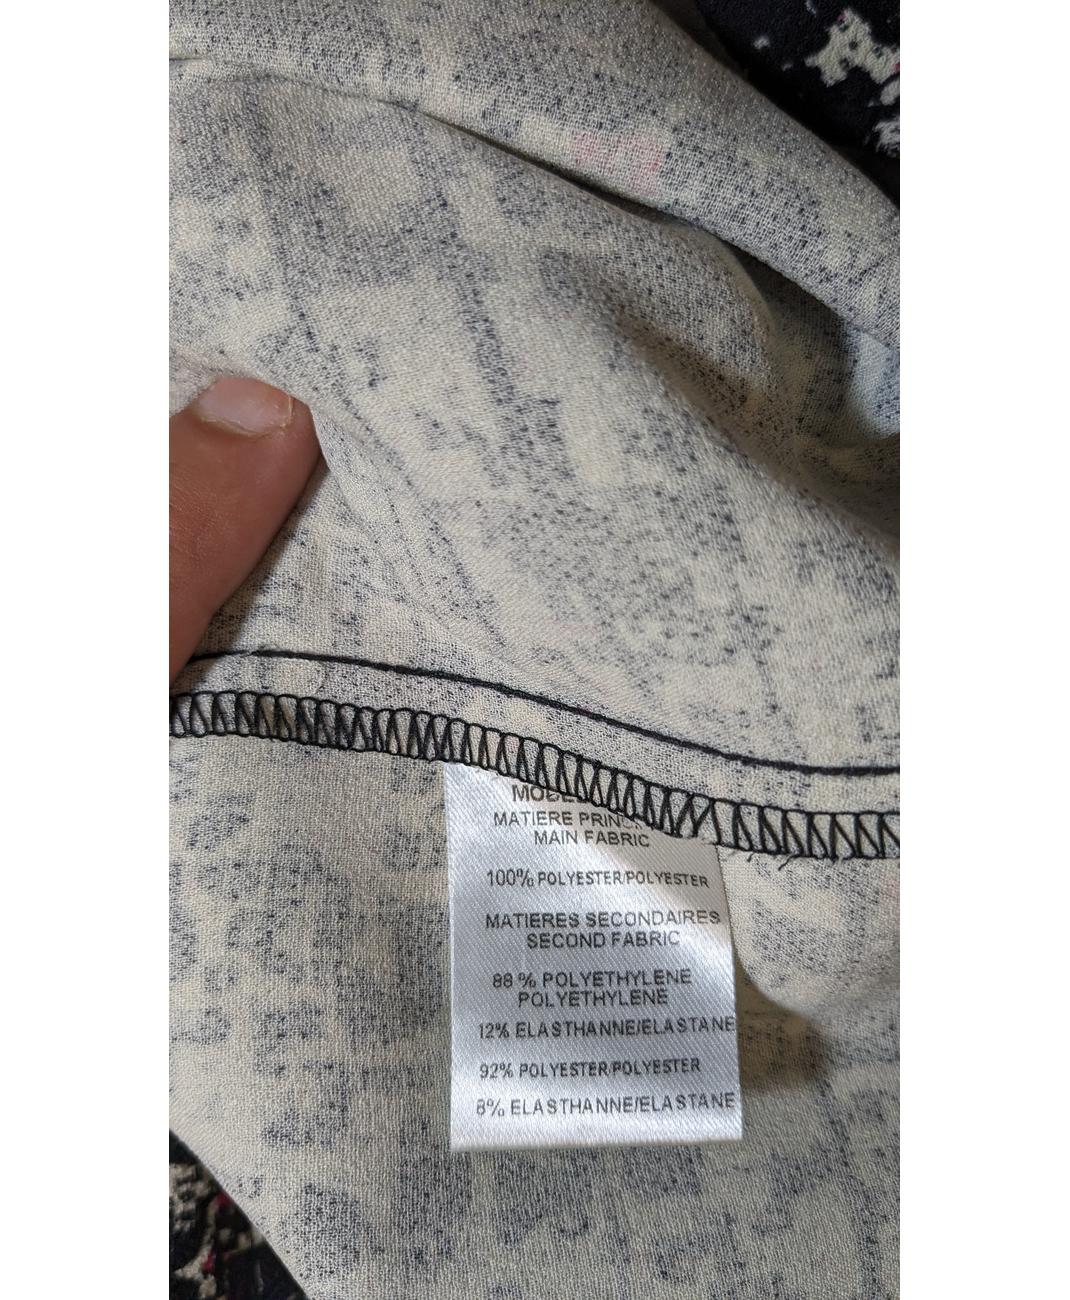 MATIERE
MAIN FABRIC
100% POLYESTER/POLYESTER
MATIERES SECONDAIRES
SECOND FABRIC
88 % POLYETHYLENE
POLYETHYLENE
12% ELASTHANNE/ELASTANE
92% POLYESTER/POLYESTER
8% ELASTHANNE/ELASTANE